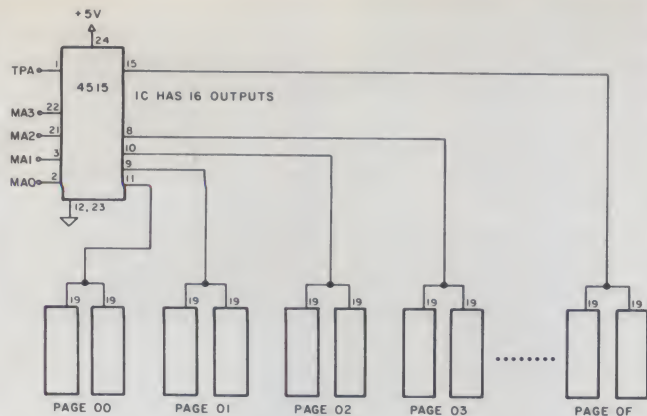 +5V
24
TPA 1 15
4515
IC HAS 16 OUTPUTS
MA3 22
MA2 21 8
10
MA1 3 9
MA0 2 11
12, 23
19 19 19 19 19 19 19 19 19 19
PAGE 00 PAGE 01 PAGE 02 PAGE 03 PAGE 0F